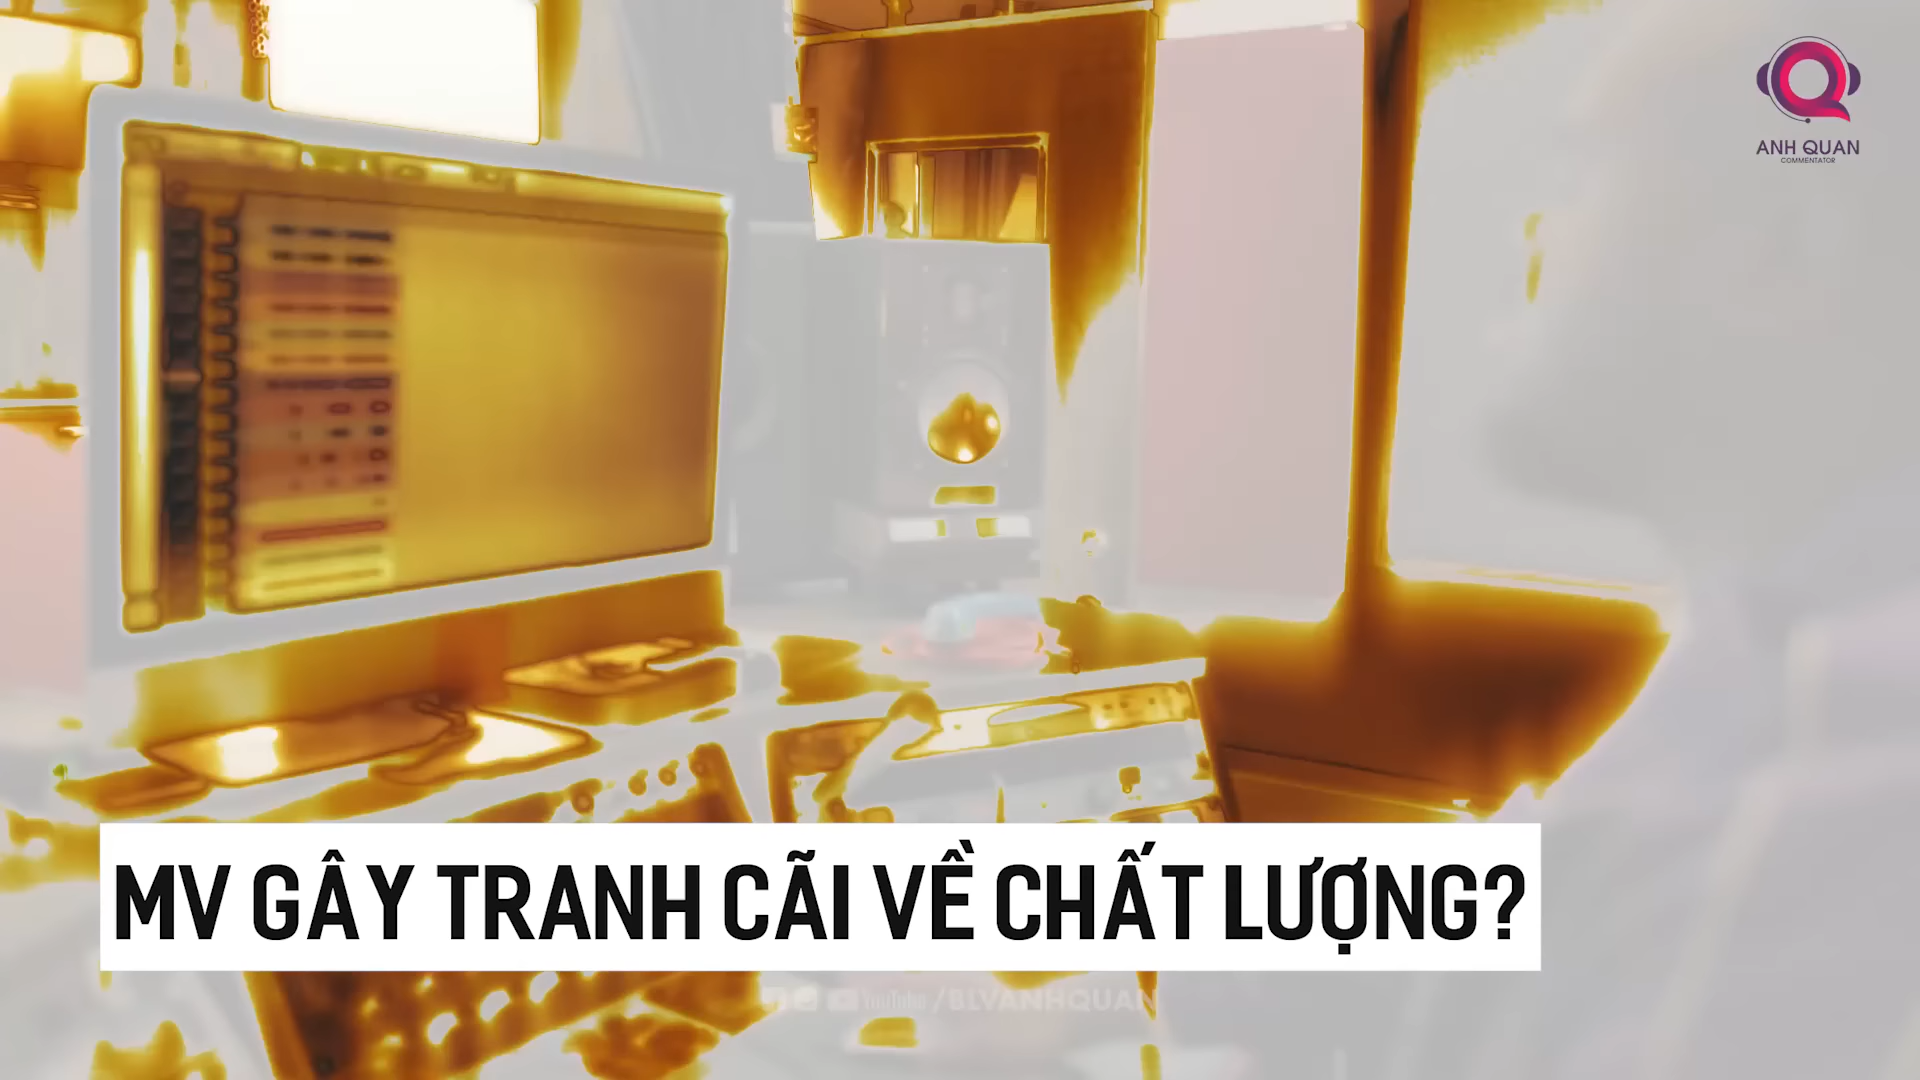 ANH QUAN
COMMENTATOR
MV GÂY TRANH CÃI VỀ CHẤT LƯỢNG?
YouTube /BLVANHQUAN